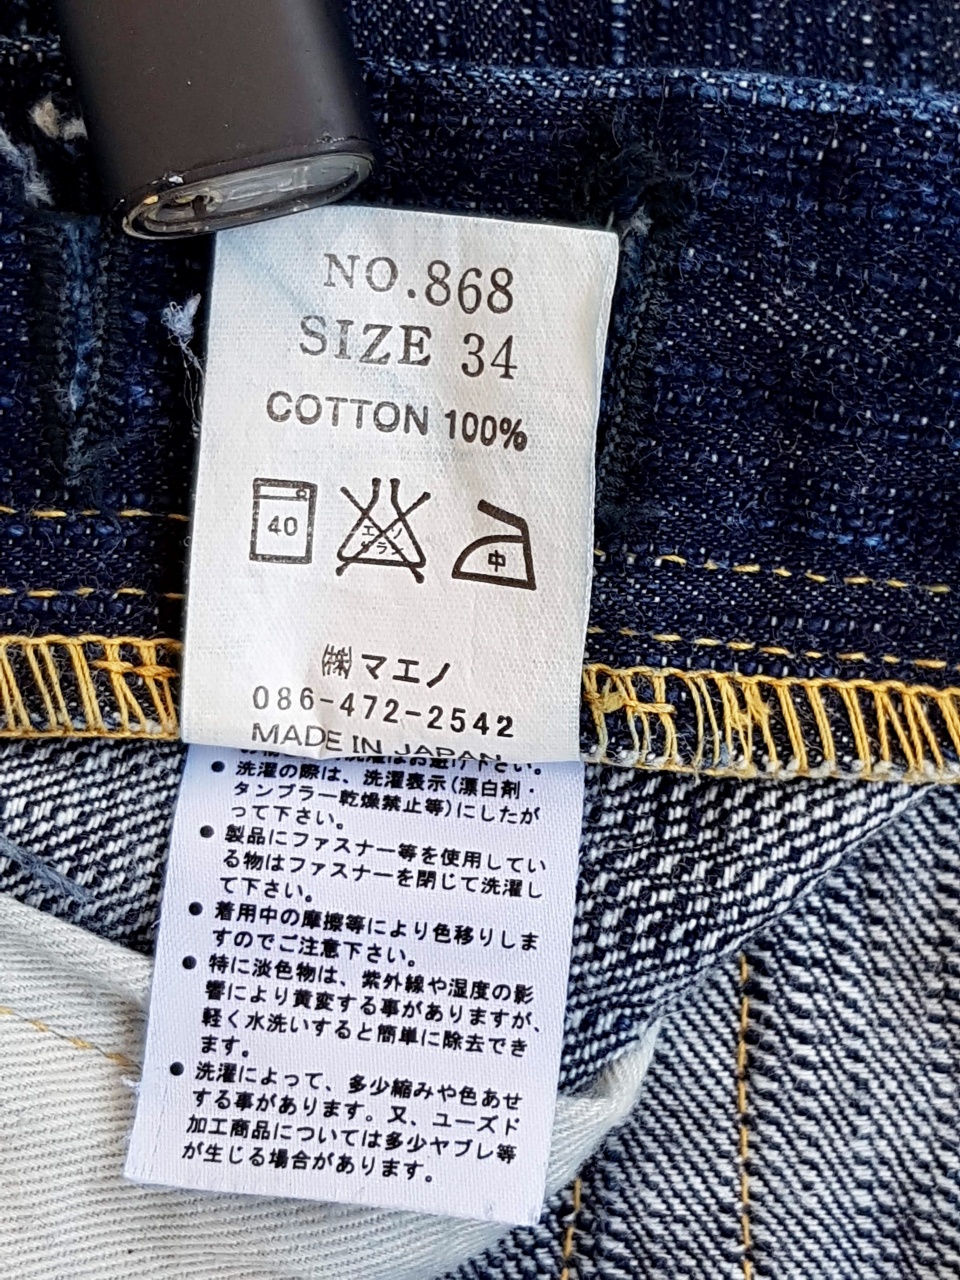 NO.868
SIZE 34
COTTON 100%
40
エンソ
サラシ
中
㈱マエノ
086-472-2542
MADE IN JAPAN
● 洗濯の際は、洗濯表示(漂白剤・
タンブラー乾燥禁止等)にしたが
って下さい。
● 製品にファスナー等を使用してい
る物はファスナーを閉じて洗濯し
て下さい。
● 着用中の摩擦等により色移りしま
すのでご注意下さい。
● 特に淡色物は、紫外線や湿度の影
響により黄変する事がありますが、
軽く水洗いすると簡単に除去でき
ます。
● 洗濯によって、多少縮みや色あせ
する事があります。又、ユーズド
加工商品については多少ヤブレ等
が生じる場合があります。